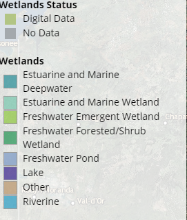 Wetlands Status
Digital Data
No Data
Wetlands
Estuarine and Marine
Deepwater
Estuarine and Marine Wetland
Freshwater Emergent Wetland
Freshwater Forested/Shrub
Wetland
Freshwater Pond
Lake
Other
Riverine